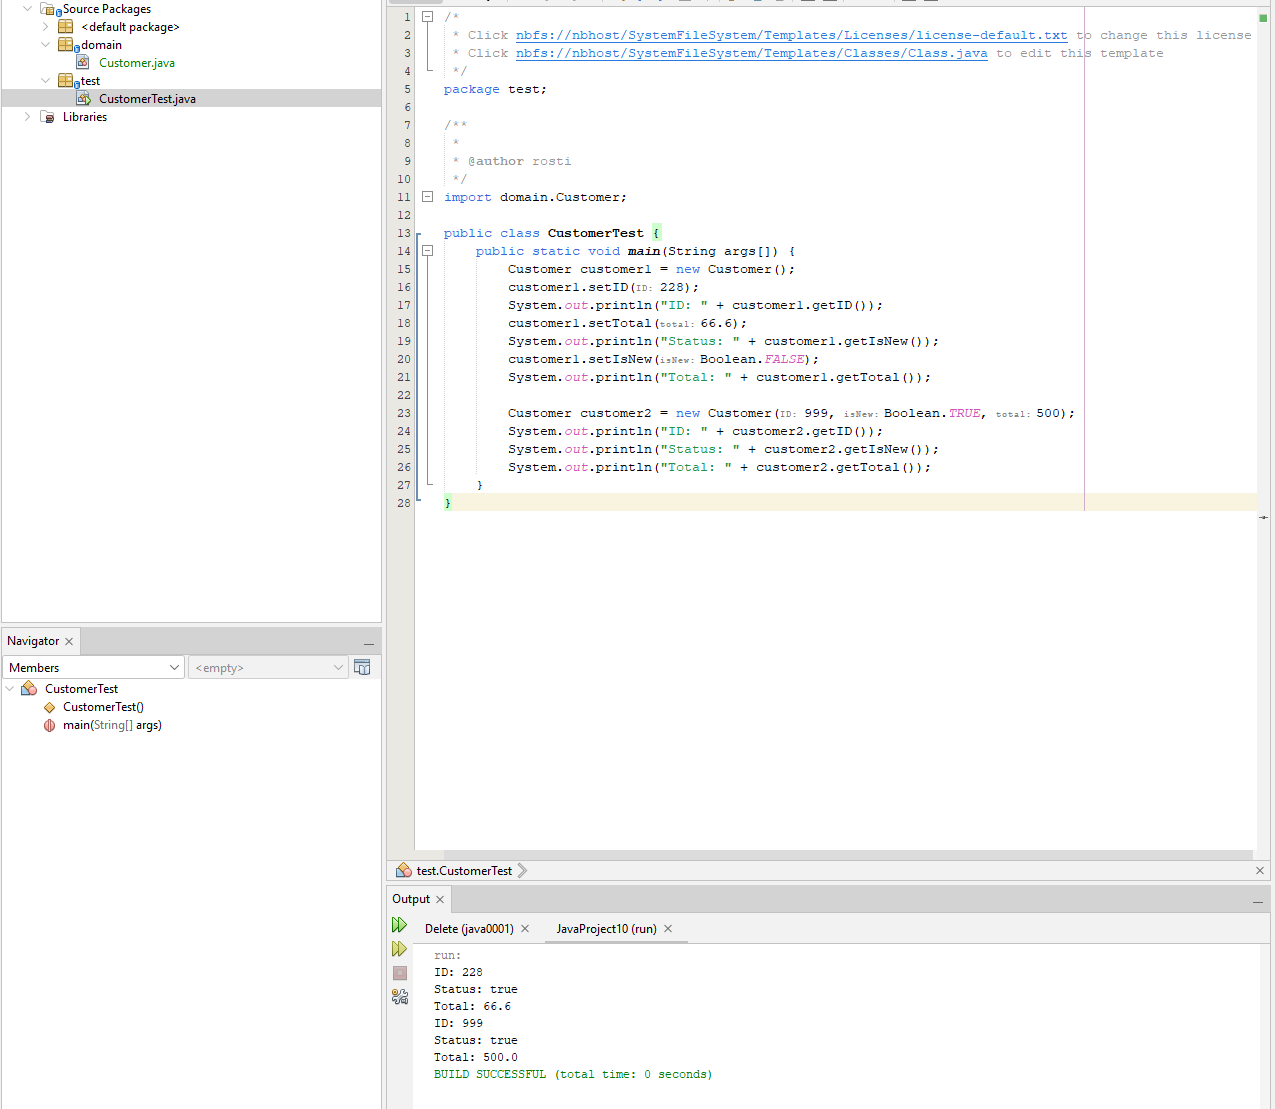 Source Packages
<default package>
domain
Customer.java
test
CustomerTest.java
Libraries
1 /*
2 * Click nbfs://nbhost/SystemFileSystem/Templates/Licenses/license-default.txt to change this license
3 * Click nbfs://nbhost/SystemFileSystem/Templates/Classes/Class.java to edit this template
4 */
5 package test;
6
7 /**
8 *
9 * @author rosti
10 */
11 import domain.Customer;
12
13 public class CustomerTest {
14 public static void main(String args[]) {
15 Customer customer1 = new Customer();
16 customer1.setID(ID: 228);
17 System.out.println("ID: " + customer1.getID());
18 customer1.setTotal(total: 66.6);
19 System.out.println("Status: " + customer1.getIsNew());
20 customer1.setIsNew(isNew: Boolean.FALSE);
21 System.out.println("Total: " + customer1.getTotal());
22
23 Customer customer2 = new Customer(ID: 999, isNew: Boolean.TRUE, total: 500);
24 System.out.println("ID: " + customer2.getID());
25 System.out.println("Status: " + customer2.getIsNew());
26 System.out.println("Total: " + customer2.getTotal());
27 }
28 }
Navigator
Members
<empty>
CustomerTest
CustomerTest()
main(String[] args)
test.CustomerTest
Output
Delete (java0001)
JavaProject10 (run)
run:
ID: 228
Status: true
Total: 66.6
ID: 999
Status: true
Total: 500.0
BUILD SUCCESSFUL (total time: 0 seconds)